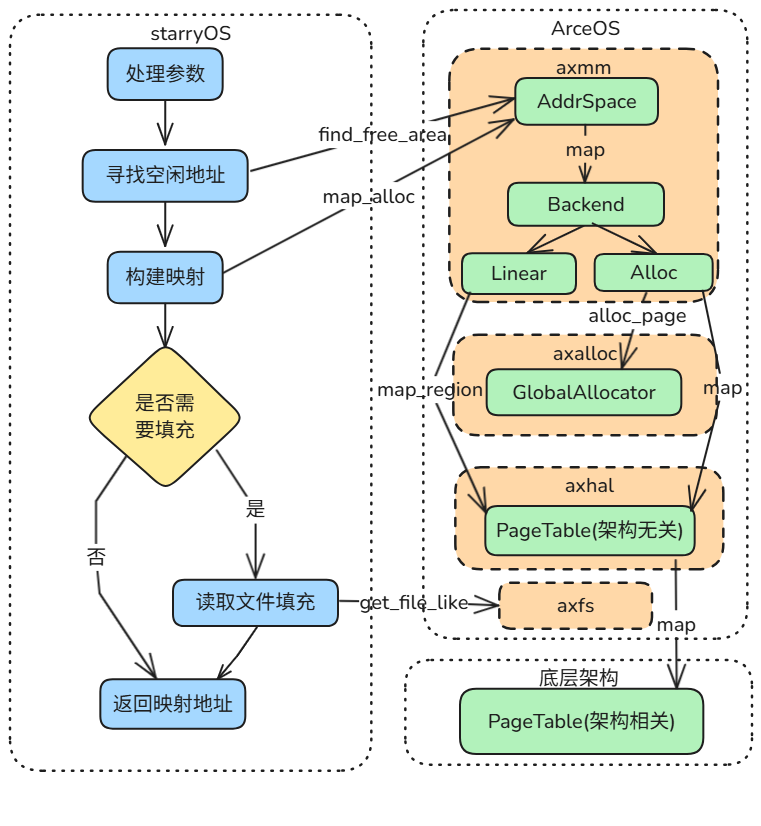 starryOS
处理参数
寻找空闲地址
构建映射
是否需
要填充
是
否
读取文件填充
返回映射地址
find_free_area
map_alloc
get_file_like
ArceOS
axmm
AddrSpace
map
Backend
Linear
Alloc
alloc_page
axalloc
GlobalAllocator
map_region
map
axhal
PageTable(架构无关)
axfs
map
底层架构
PageTable(架构相关)